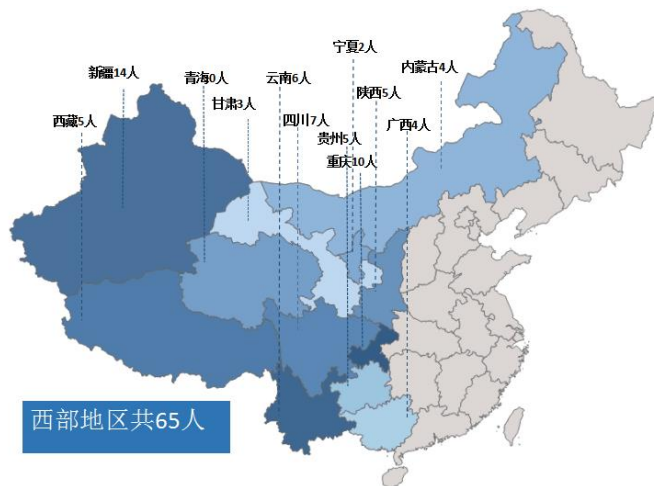 宁夏2人
新疆14人
青海0人
云南6人
内蒙古4人
陕西5人
甘肃3人
西藏5人
四川7人
广西4人
贵州5人
重庆10人
西部地区共65人